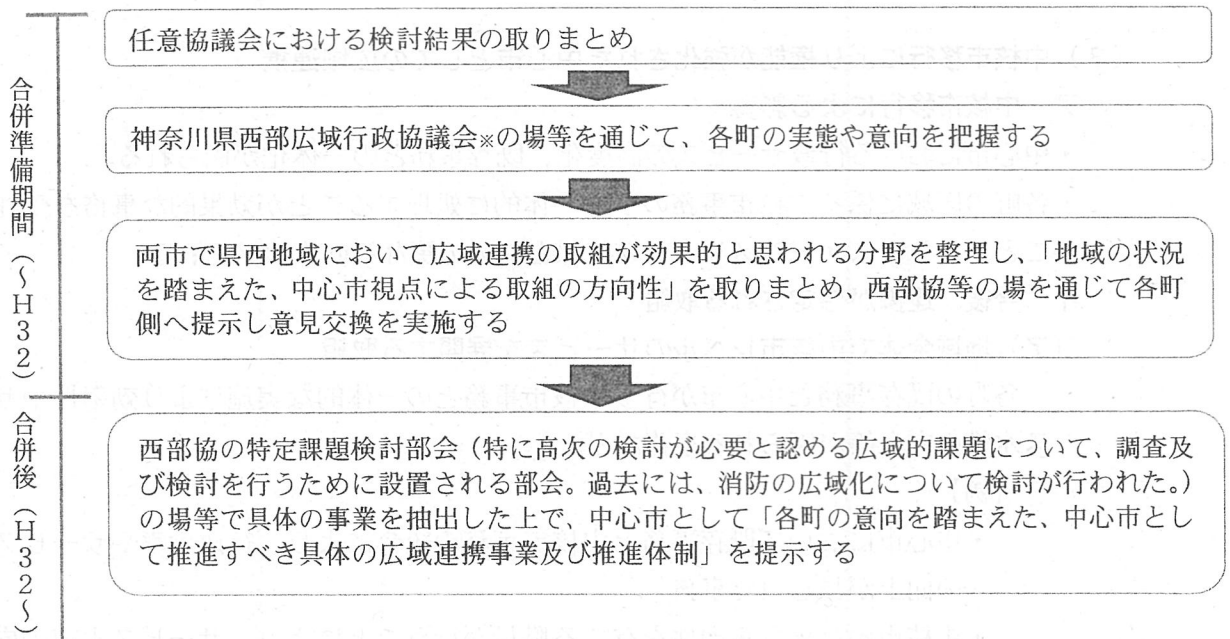 任意協議会における検討結果の取りまとめ
神奈川県西部広域行政協議会※の場等を通じて、各町の実態や意向を把握する
両市で県西地域において広域連携の取組が効果的と思われる分野を整理し、「地域の状況
を踏まえた、中心市視点による取組の方向性」を取りまとめ、西部協等の場を通じて各町
側へ提示し意見交換を実施する
西部協の特定課題検討部会（特に高次の検討が必要と認める広域的課題について、調査及
び検討を行うために設置される部会。過去には、消防の広域化について検討が行われた。）
の場等で具体の事業を抽出した上で、中心市として「各町の意向を踏まえた、中心市とし
て推進すべき具体の広域連携事業及び推進体制」を提示する
合併準備期間（～H32）
合併後（H32～）